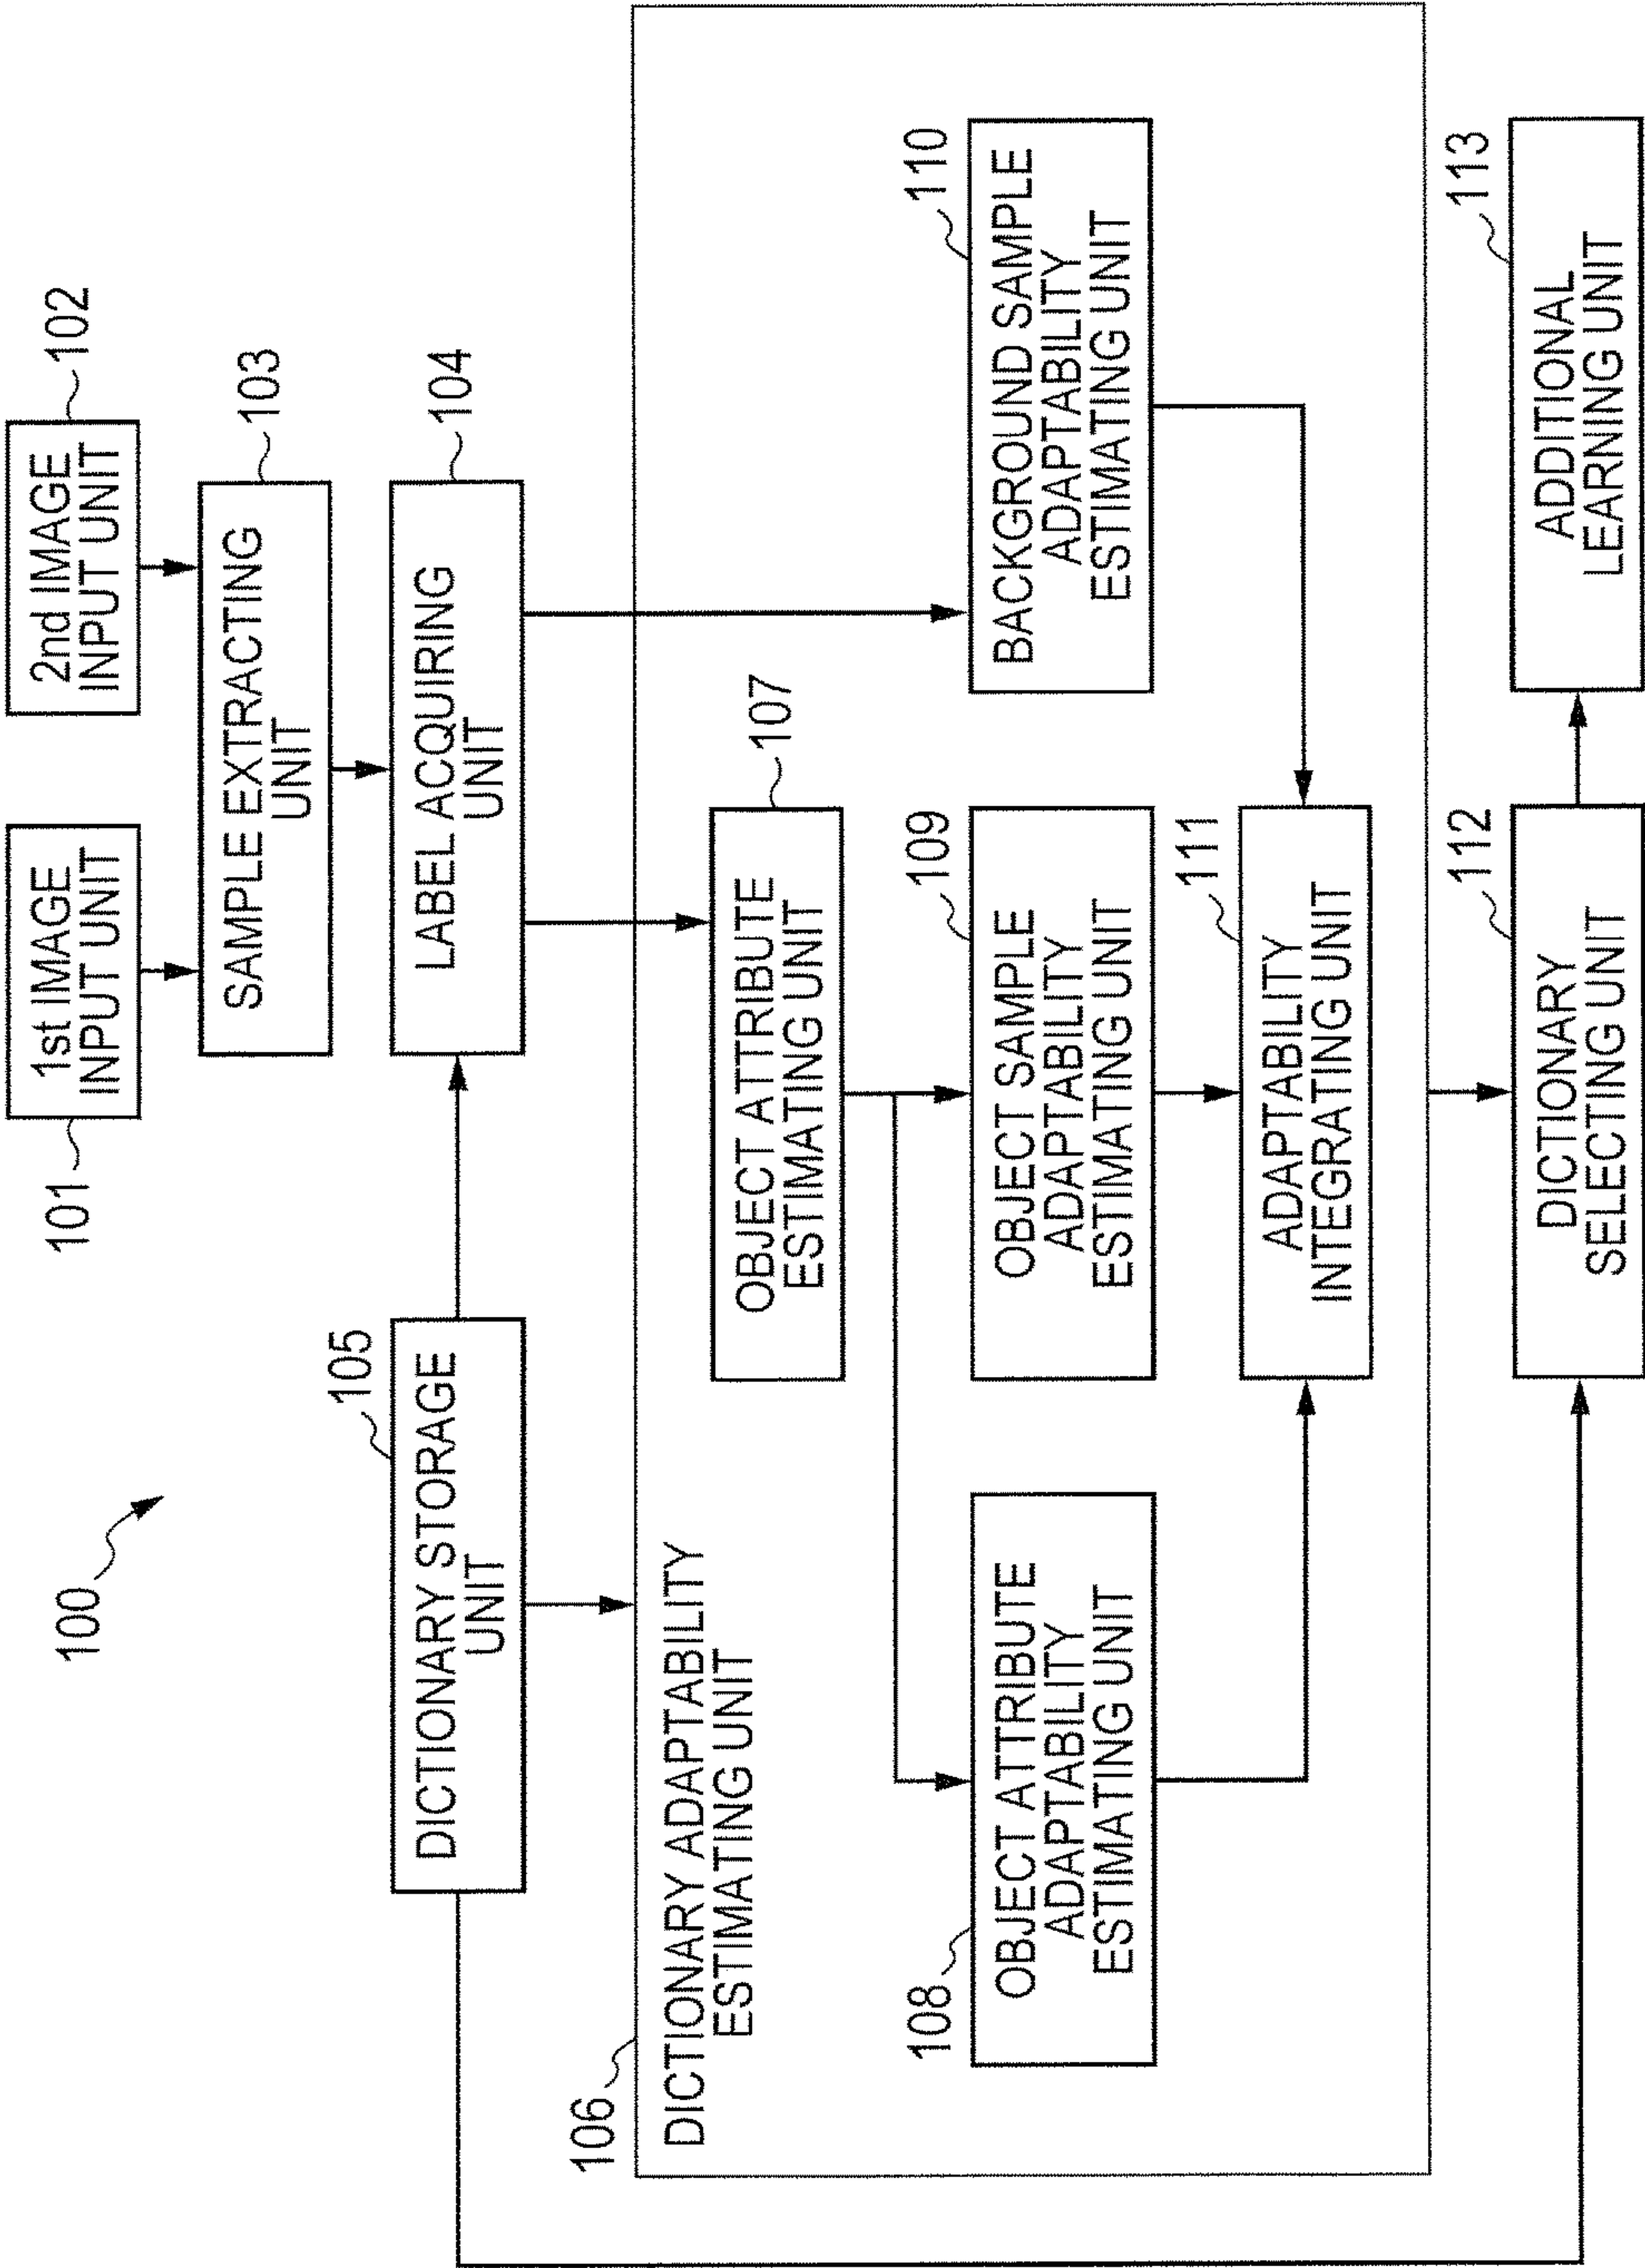 100
101
1st IMAGE
INPUT UNIT
2nd IMAGE
INPUT UNIT
102
SAMPLE EXTRACTING
UNIT
103
105
DICTIONARY STORAGE
UNIT
LABEL ACQUIRING
UNIT
104
106
DICTIONARY ADAPTABILITY
ESTIMATING UNIT
OBJECT ATTRIBUTE
ESTIMATING UNIT
107
108
OBJECT ATTRIBUTE
ADAPTABILITY
ESTIMATING UNIT
109
OBJECT SAMPLE
ADAPTABILITY
ESTIMATING UNIT
110
BACKGROUND SAMPLE
ADAPTABILITY
ESTIMATING UNIT
111
ADAPTABILITY
INTEGRATING UNIT
112
DICTIONARY
SELECTING UNIT
113
ADDITIONAL
LEARNING UNIT